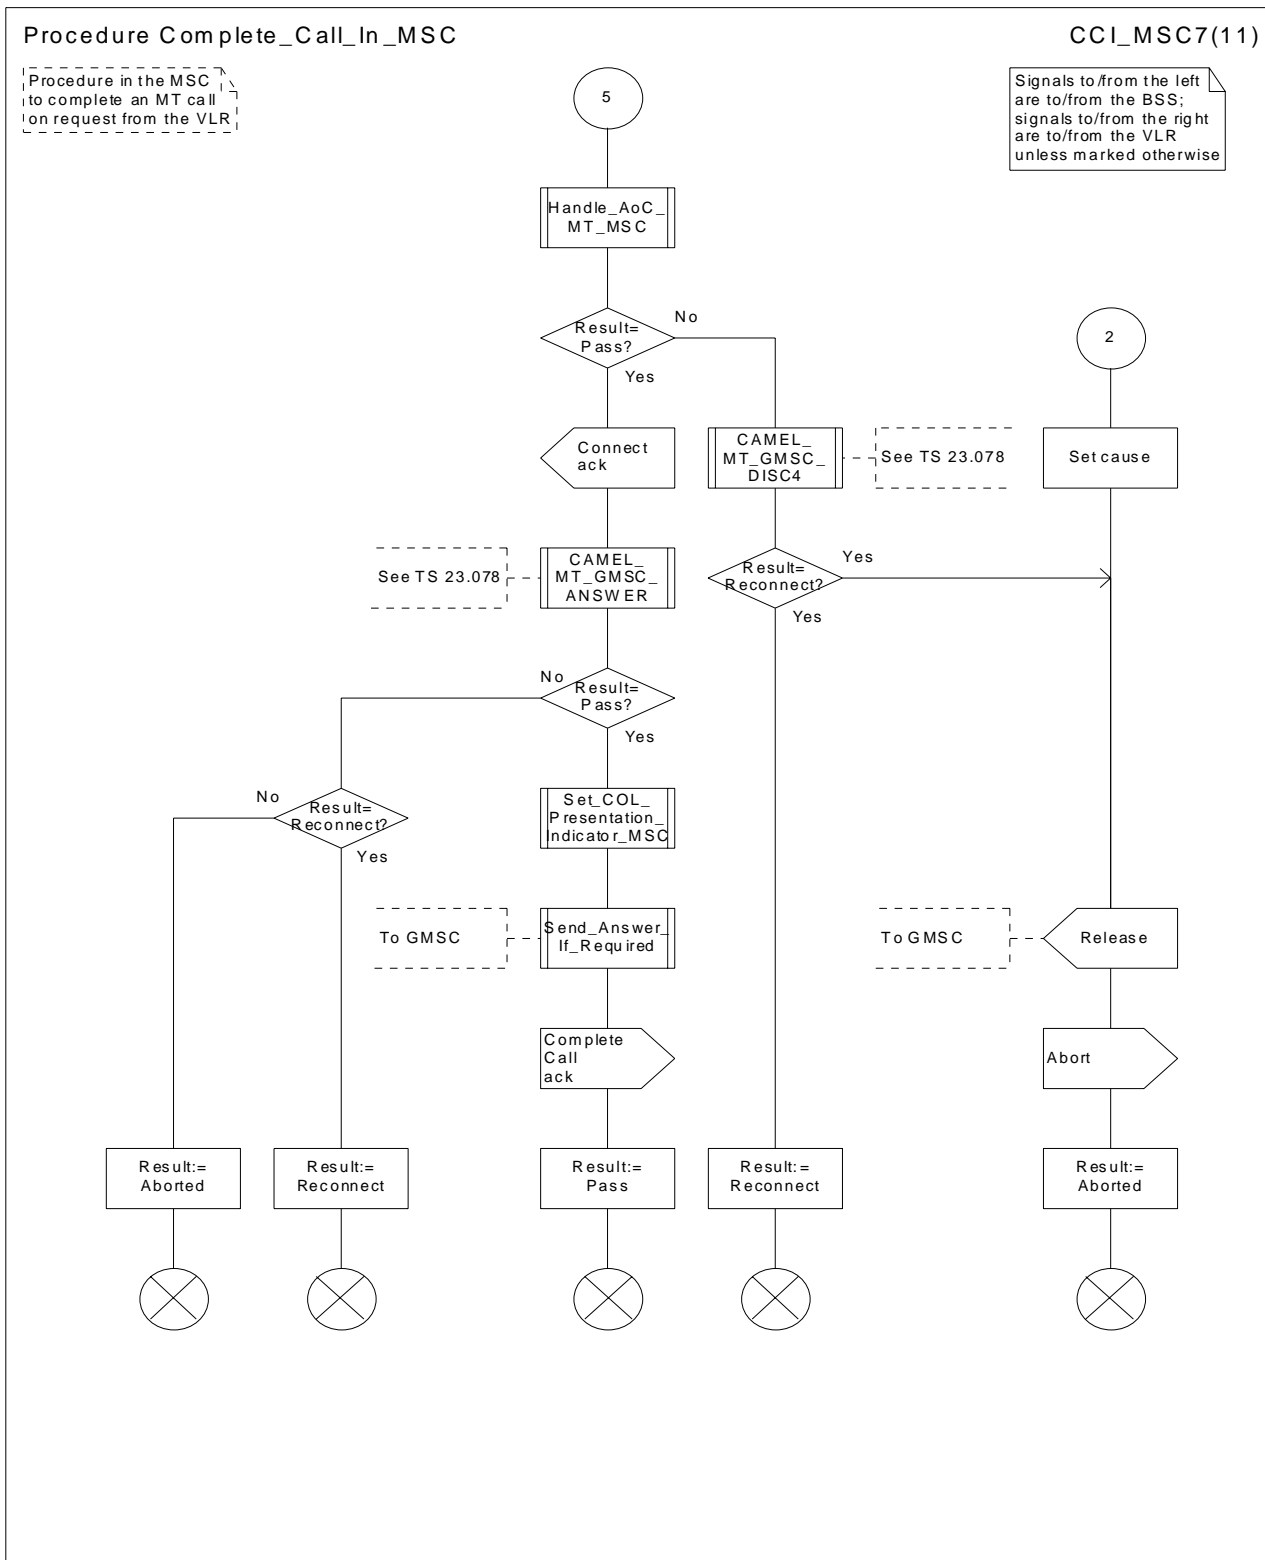 Procedure Complete_Call_In_MSC
CCI_MSC7(11)
Procedure in the MSC
to complete an MT call
on request from the VLR
Signals to/from the left
are to/from the BSS;
signals to/from the right
are to/from the VLR
unless marked otherwise
5
Handle_AoC_
MT_MSC
Result=
Pass?
No
Yes
2
Connect
ack
CAMEL_
MT_GMSC_
DISC4
See TS 23.078
Set cause
See TS 23.078
CAMEL_
MT_GMSC_
ANSWER
Result=
Reconnect?
Yes
Yes
No
Result=
Pass?
Yes
No
Result=
Reconnect?
Yes
Set_COL_
Presentation_
Indicator_MSC
To GMSC
Send_Answer_
If_Required
To GMSC
Release
Complete
Call
ack
Abort
Result:=
Aborted
Result:=
Reconnect
Result:=
Pass
Result:=
Reconnect
Result:=
Aborted